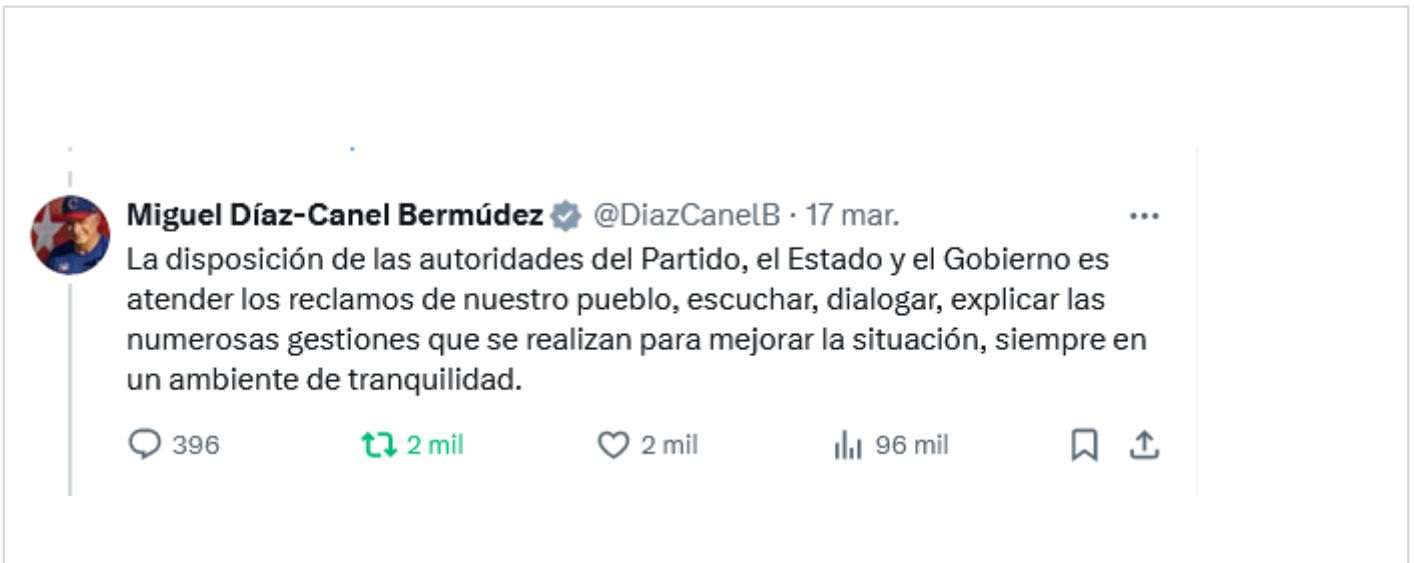 Miguel Díaz-Canel Bermúdez @DiazCanelB · 17 mar.
La disposición de las autoridades del Partido, el Estado y el Gobierno es
atender los reclamos de nuestro pueblo, escuchar, dialogar, explicar las
numerosas gestiones que se realizan para mejorar la situación, siempre en
un ambiente de tranquilidad.
396 2 mil 2 mil 96 mil